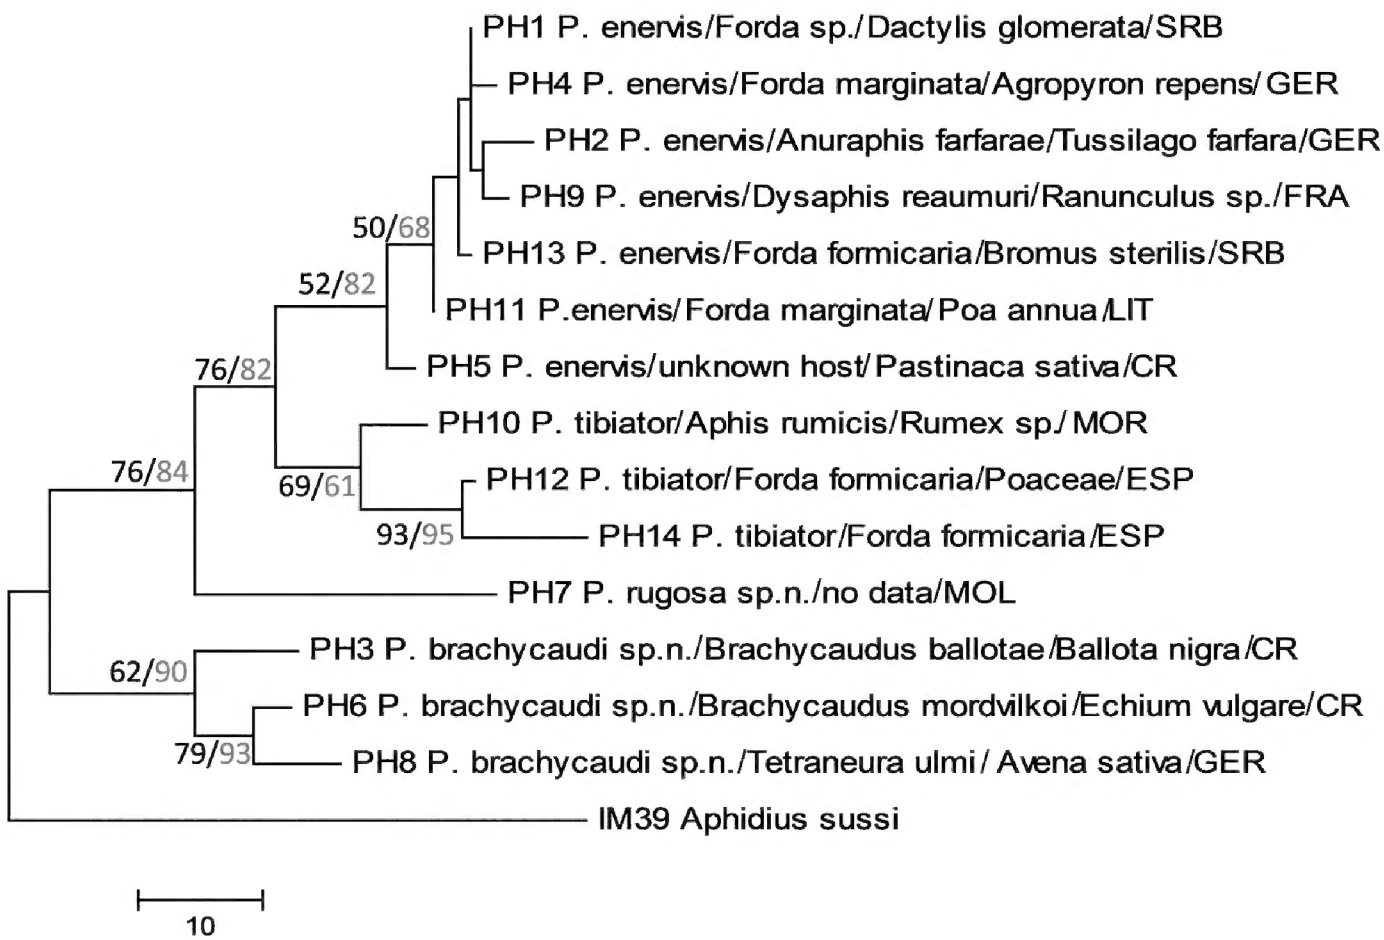 PH1 P. enervis/Forda sp./Dactylis glomerata/SRB
PH4 P. enervis/Forda marginata/Agropyron repens/GER
PH2 P. enervis/Anuraphis farfarae/Tussilago farfara/GER
PH9 P. enervis/Dysaphis reaumuri/Ranunculus sp./FRA
50/68
PH13 P. enervis/Forda formicaria/Bromus sterilis/SRB
52/82
PH11 P.enervis/Forda marginata/Poa annua/LIT
76/82
PH5 P. enervis/unknown host/Pastinaca sativa/CR
PH10 P. tibiator/Aphis rumicis/Rumex sp./MOR
76/84
69/61
PH12 P. tibiator/Forda formicaria/Poaceae/ESP
93/95
PH14 P. tibiator/Forda formicaria/ESP
PH7 P. rugosa sp.n./no data/MOL
PH3 P. brachycaudi sp.n./Brachycaudus ballotae/Ballota nigra/CR
62/90
PH6 P. brachycaudi sp.n./Brachycaudus mordvilkoi/Echium vulgare/CR
79/93
PH8 P. brachycaudi sp.n./Tetraneura ulmi/ Avena sativa/GER
IM39 Aphidius sussi
10